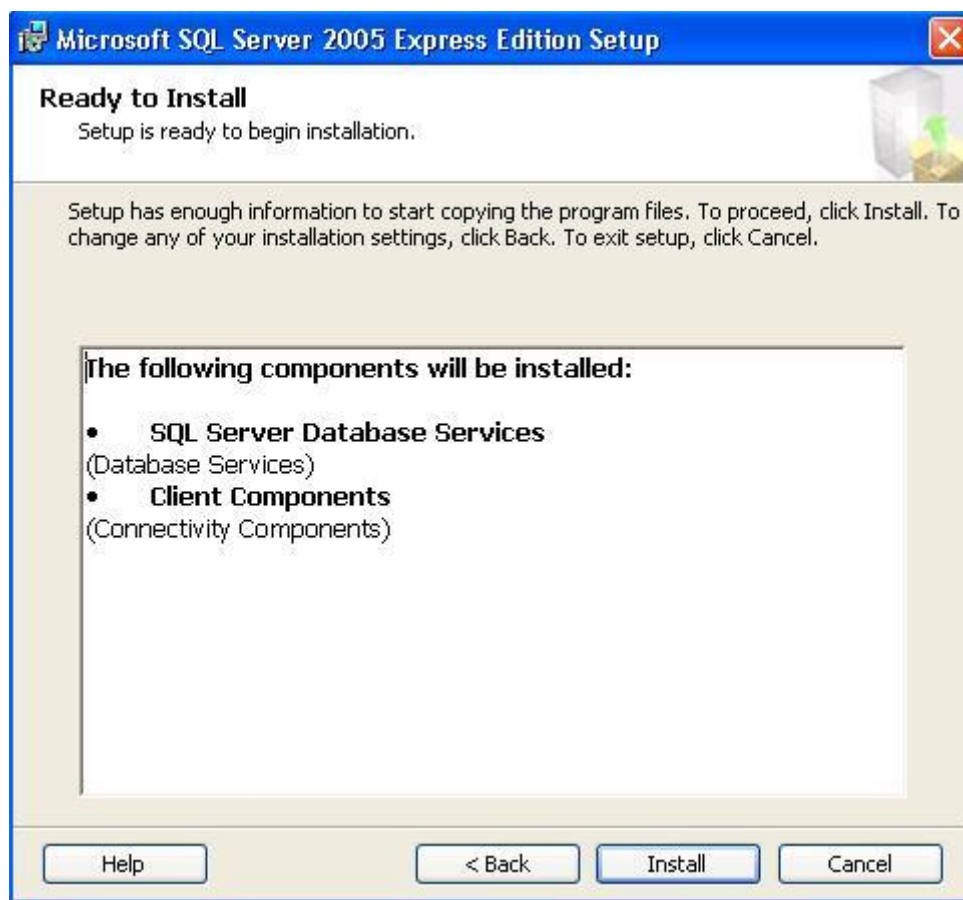 Microsoft SQL Server 2005 Express Edition Setup
Ready to Install
Setup is ready to begin installation.
Setup has enough information to start copying the program files. To proceed, click Install. To
change any of your installation settings, click Back. To exit setup, click Cancel.
The following components will be installed:
• SQL Server Database Services
(Database Services)
• Client Components
(Connectivity Components)
Help < Back Install Cancel